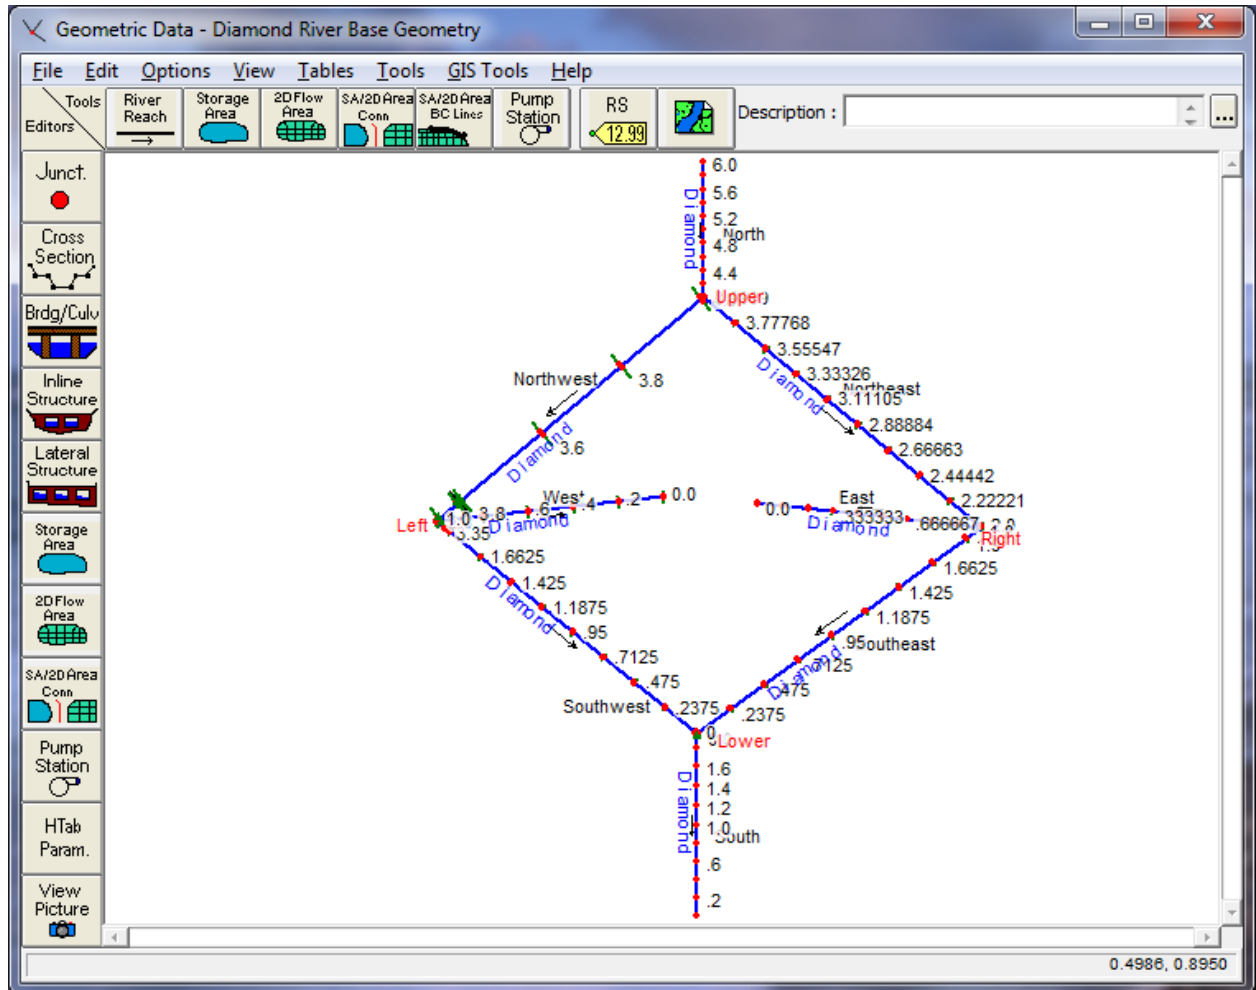 Geometric Data - Diamond River Base Geometry
File Edit Options View Tables Tools GIS Tools Help
Tools
Editors
River
Reach
Storage
Area
2D Flow
Area
SA/2D Area
Conn
SA/2D Area
BC Lines
Pump
Station
RS
12.99
Description :
...
Junct.
Cross
Section
Brdg/Culv
Inline
Structure
Lateral
Structure
Storage
Area
2D Flow
Area
SA/2D Area
Conn
Pump
Station
HTab
Param.
View
Picture
6.0
5.6
5.2
4.8
4.4
Diamond
North
Upper
3.77768
3.55547
3.33326
3.11105
2.88884
2.66663
2.44442
2.22221
Diamond
Northeast
Northwest
3.8
3.6
Diamond
West
0.0
.2
.4
.6
3.8
1.0
Diamond
Left
East
0.0
.333333
.666667
Diamond
Right
3.35
1.6625
1.425
1.1875
.95
.7125
.475
.2375
Diamond
Southwest
1.6625
1.425
1.1875
.95
.7125
.475
.2375
Diamond
outheast
0
Lower
1.6
1.4
1.2
1.0
.6
.2
Diamond
South
0.4986, 0.8950